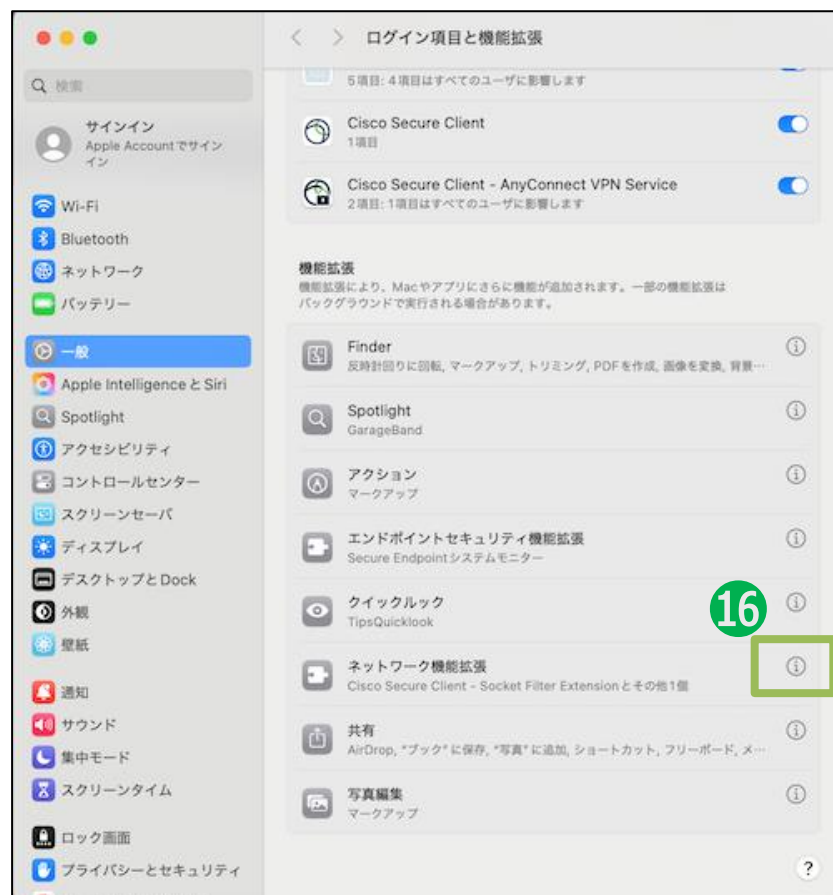 ログイン項目と機能拡張
検索
サインイン
Apple Accountでサイン
イン
Wi-Fi
Bluetooth
ネットワーク
バッテリー
一般
Apple Intelligence と Siri
Spotlight
アクセシビリティ
コントロールセンター
スクリーンセーバ
ディスプレイ
デスクトップとDock
外観
壁紙
通知
サウンド
集中モード
スクリーンタイム
ロック画面
プライバシーとセキュリティ
5項目: 4項目はすべてのユーザに影響します
Cisco Secure Client
1項目
Cisco Secure Client - AnyConnect VPN Service
2項目: 1項目はすべてのユーザに影響します
機能拡張
機能拡張により、Macやアプリにさらに機能が追加されます。一部の機能拡張は
バックグラウンドで実行される場合があります。
Finder
反時計回りに回転, マークアップ, トリミング, PDFを作成, 画像を変換, 背景…
Spotlight
GarageBand
アクション
マークアップ
エンドポイントセキュリティ機能拡張
Secure Endpointシステムモニター
クイックルック
TipsQuicklook
16
ネットワーク機能拡張
Cisco Secure Client - Socket Filter Extensionとその他1個
共有
AirDrop, "ブック"に保存, "写真"に追加, ショートカット, フリーボード, メ…
写真編集
マークアップ
?